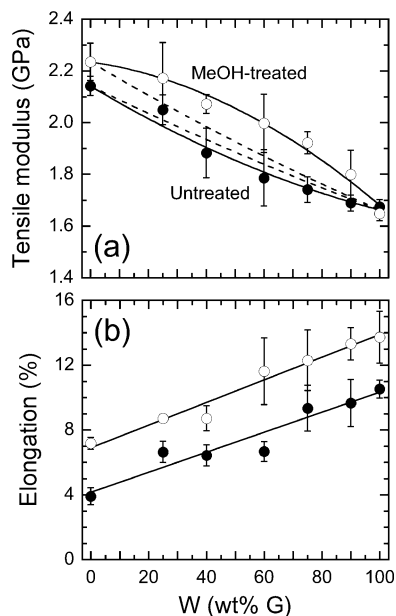 Tensile modulus (GPa)
2.4
2.2
2.0
1.8
1.6
1.4
MeOH-treated
Untreated
(a)
Elongation (%)
16
12
8
4
0
(b)
0 20 40 60 80 100
W (wt% G)